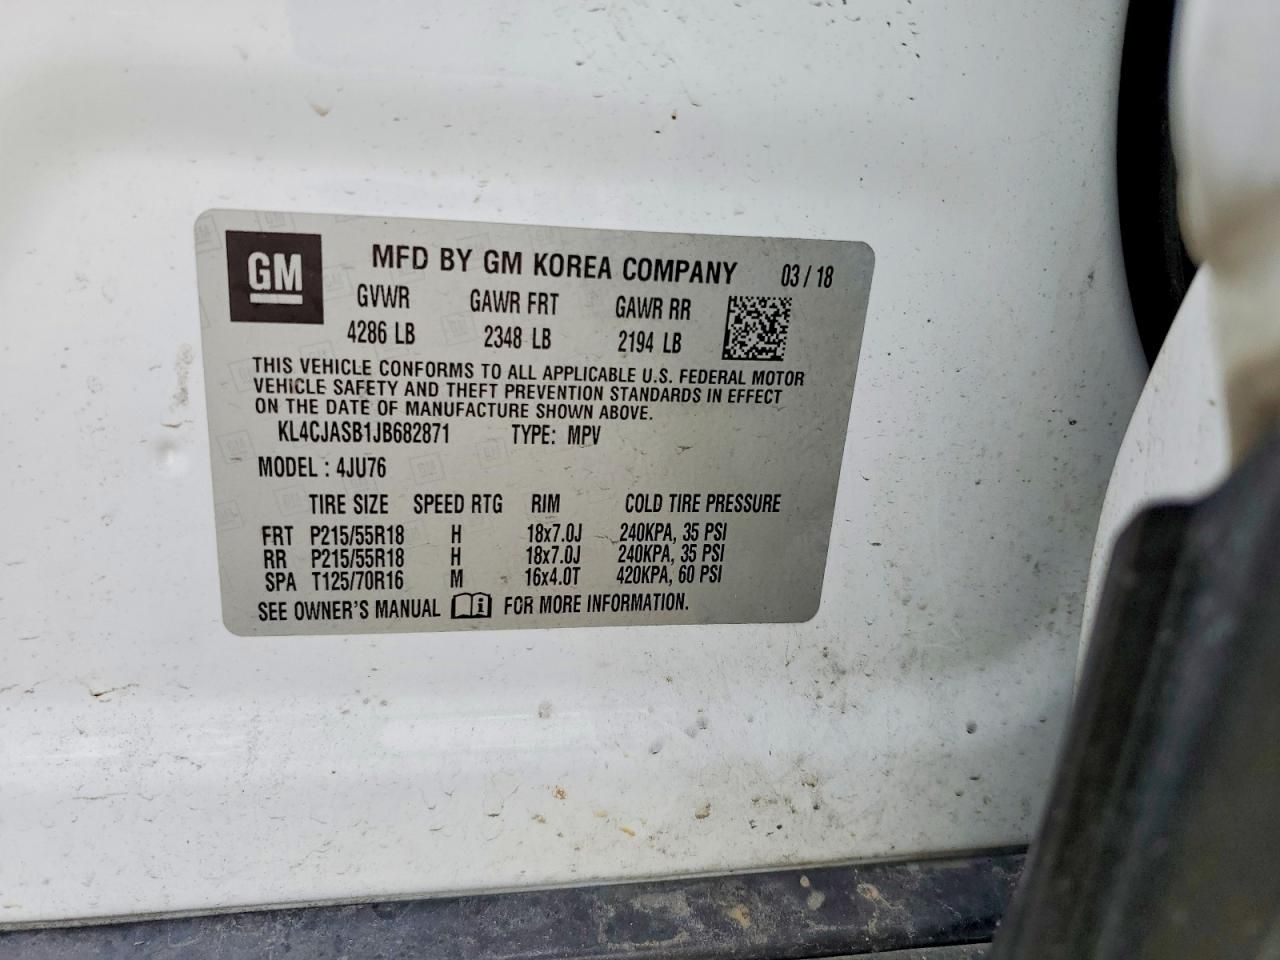 GM
MFD BY GM KOREA COMPANY 03 / 18
GVWR GAWR FRT GAWR RR
4286 LB 2348 LB 2194 LB
THIS VEHICLE CONFORMS TO ALL APPLICABLE U.S. FEDERAL MOTOR
VEHICLE SAFETY AND THEFT PREVENTION STANDARDS IN EFFECT
ON THE DATE OF MANUFACTURE SHOWN ABOVE.
KL4CJASB1JB682871 TYPE: MPV
MODEL : 4JU76
TIRE SIZE SPEED RTG RIM COLD TIRE PRESSURE
FRT P215/55R18 H 18x7.0J 240KPA, 35 PSI
RR P215/55R18 H 18x7.0J 240KPA, 35 PSI
SPA T125/70R16 M 16x4.0T 420KPA, 60 PSI
SEE OWNER'S MANUAL FOR MORE INFORMATION.